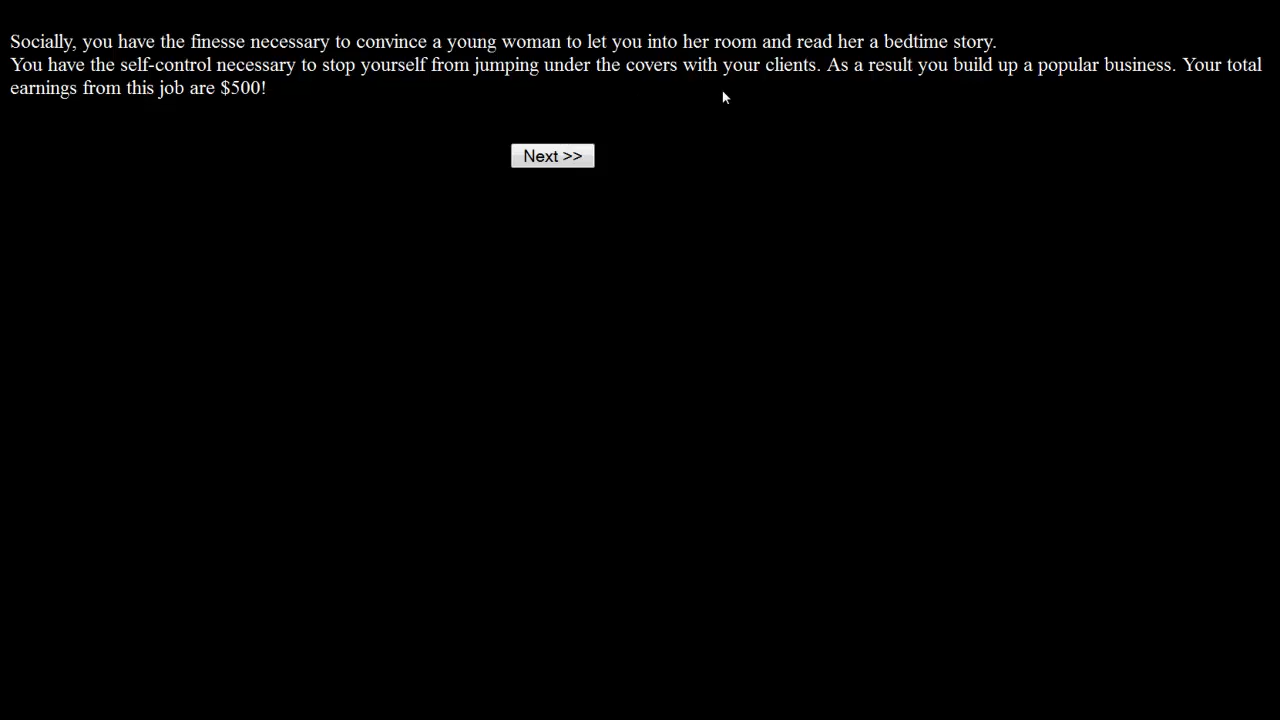 Socially, you have the finesse necessary to convince a young woman to let you into her room and read her a bedtime story.
You have the self-control necessary to stop yourself from jumping under the covers with your clients. As a result you build up a popular business. Your total
earnings from this job are $500!
Next >>